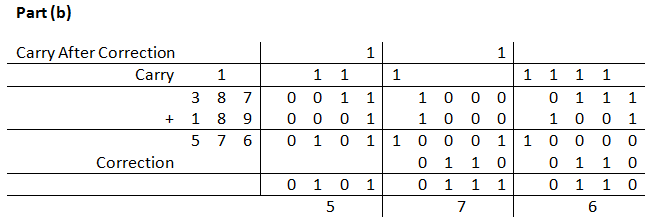 Part (b)
Carry After Correction 1 1
Carry 1 1 1 1 1 1 1 1
3 8 7 0 0 1 1 1 0 0 0 0 1 1 1
+ 1 8 9 0 0 0 1 1 0 0 0 1 0 0 1
5 7 6 0 1 0 1 1 0 0 0 1 1 0 0 0 0
Correction 0 1 1 0 0 1 1 0
0 1 0 1 0 1 1 1 0 1 1 0
5 7 6